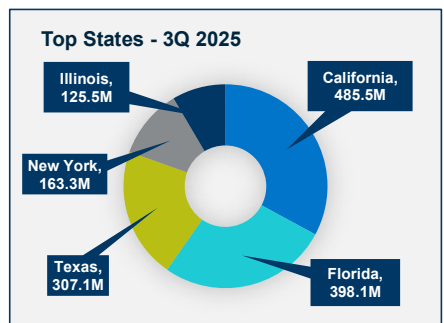 Top States - 3Q 2025
Illinois,
125.5M
California,
485.5M
New York,
163.3M
Texas,
307.1M
Florida,
398.1M